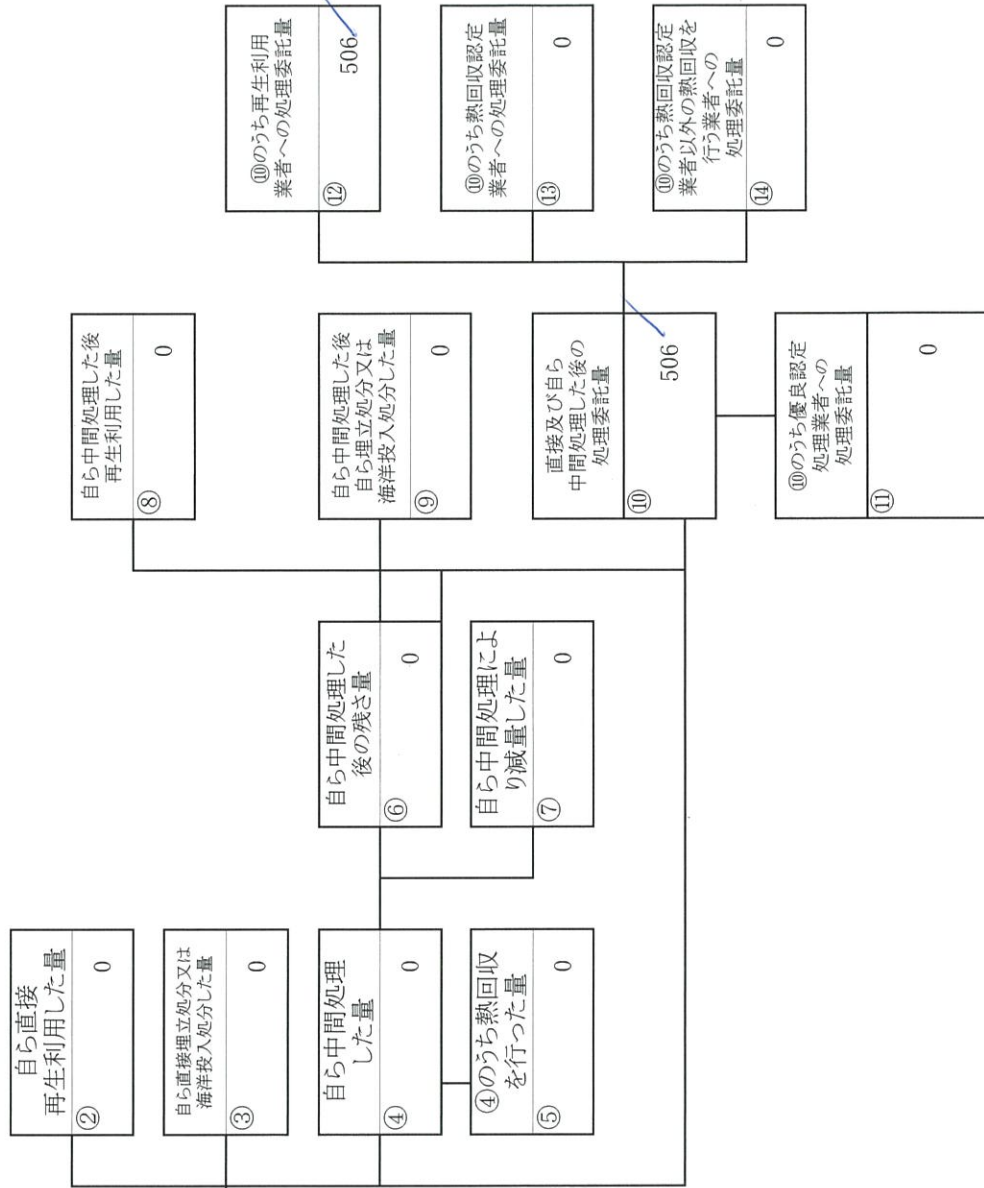 自ら直接
再生利用した量
②
0
自ら直接埋立処分又は
海洋投入処分した量
③
0
自ら中間処理
した量
④
0
④のうち熱回収
を行った量
⑤
0
自ら中間処理した
後の残さ量
⑥
0
自ら中間処理によ
り減量した量
⑦
0
自ら中間処理した後
再生利用した量
⑧
0
自ら中間処理した後
自ら埋立処分又は
海洋投入処分した量
⑨
0
直接及び自ら
中間処理した後の
処理委託量
⑩
506
⑩のうち優良認定
処理業者への
処理委託量
⑪
0
⑩のうち再生利用
業者への処理委託量
⑫
506
⑩のうち熱回収認定
業者への処理委託量
⑬
0
⑩のうち熱回収認定
業者以外の熱回収を
行う業者への
処理委託量
⑭
0